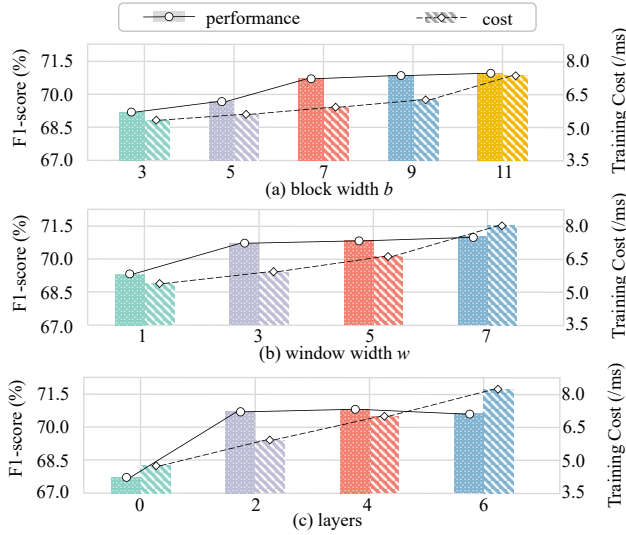 performance cost
F1-score (%)
71.5
70.0
68.5
67.0
8.0
6.5
5.0
3.5
Training Cost (/ms)
3 5 7 9 11
(a) block width b
F1-score (%)
71.5
70.0
68.5
67.0
8.0
6.5
5.0
3.5
Training Cost (/ms)
1 3 5 7
(b) window width w
F1-score (%)
71.5
70.0
68.5
67.0
8.0
6.5
5.0
3.5
Training Cost (/ms)
0 2 4 6
(c) layers